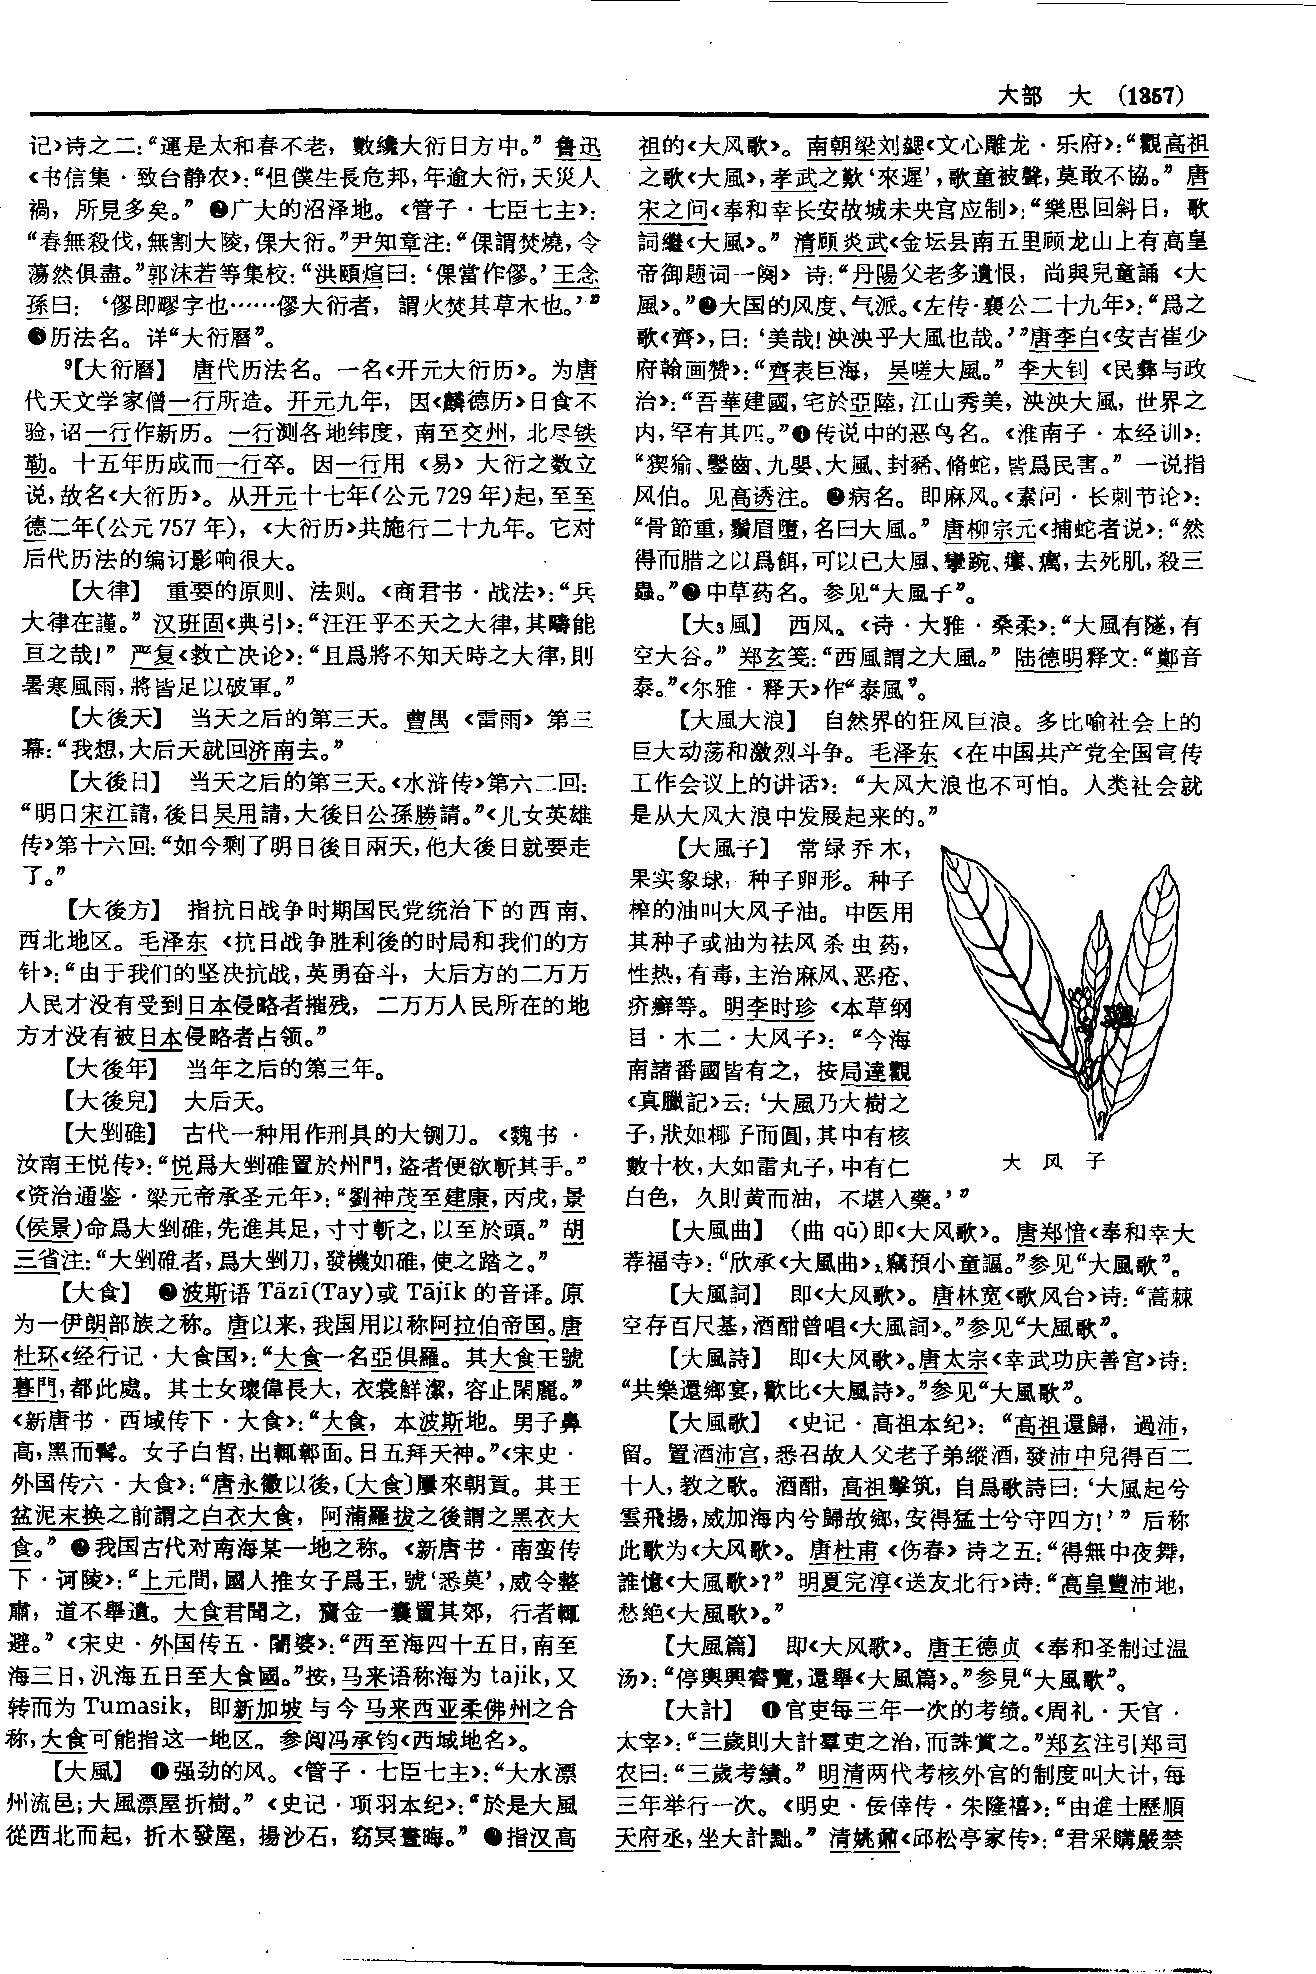 大部　大　(1357)
记›诗之二:“運是太和春不老，數纔大衍日方中。”鲁迅
‹书信集·致台静农›:“但僕生長危邦,年逾大衍,天災人
禍，所見多矣。”❷广大的沼泽地。‹管子·七臣七主›:
“春無殺伐,無割大陵,倮大衍。”尹知章注:“倮謂焚燒,令
蕩然俱盡。”郭沫若等集校:“洪頤煊曰:‘倮當作僇。’王念
孫曰:‘僇即疁字也……僇大衍者，謂火焚其草木也。’”
❸历法名。详“大衍曆”。
9【大衍曆】　唐代历法名。一名‹开元大衍历›。为唐
代天文学家僧一行所造。开元九年，因‹麟德历›日食不
验,诏一行作新历。一行测各地纬度，南至交州，北尽铁
勒。十五年历成而一行卒。因一行用‹易›大衍之数立
说,故名‹大衍历›。从开元十七年(公元729年)起,至至
德二年(公元757年)，‹大衍历›共施行二十九年。它对
后代历法的编订影响很大。
【大律】　重要的原则、法则。‹商君书·战法›:“兵
大律在謹。”汉班固‹典引›:“汪汪乎丕天之大律,其疇能
亘之哉!”严复‹救亡决论›:“且爲將不知天時之大律,則
暑寒風雨,將皆足以破軍。”
【大後天】　当天之后的第三天。曹禺‹雷雨›第三
幕:“我想,大后天就回济南去。”
【大後日】　当天之后的第三天。‹水浒传›第六二回:
“明日宋江請,後日吴用請,大後日公孫勝請。”‹儿女英雄
传›第十六回:“如今剩了明日後日兩天,他大後日就要走
了。”
【大後方】　指抗日战争时期国民党统治下的西南、
西北地区。毛泽东‹抗日战争胜利後的时局和我们的方
针›:“由于我们的坚决抗战,英勇奋斗，大后方的二万万
人民才没有受到日本侵略者摧残，二万万人民所在的地
方才没有被日本侵略者占领。”
【大後年】　当年之后的第三年。
【大後兒】　大后天。
【大剉碓】　古代一种用作刑具的大铡刀。‹魏书·
汝南王悦传›:“悦爲大剉碓置於州門,盗者便欲斬其手。”
‹资治通鉴·梁元帝承圣元年›:“劉神茂至建康,丙戌,景
(侯景)命爲大剉碓,先進其足,寸寸斬之,以至於頭。”胡
三省注:“大剉碓者,爲大剉刀,發機如碓,使之踏之。”
【大食】　❶波斯语Tāzi(Tay)或Tājik的音译。原
为一伊朗部族之称。唐以来,我国用以称阿拉伯帝国。唐
杜环‹经行记·大食国›:“大食一名亞俱羅。其大食王號
暮門,都此處。其士女瓌偉長大，衣裳鮮潔，容止閑麗。”
‹新唐书·西域传下·大食›:“大食，本波斯地。男子鼻
高,黑而髯。女子白晳,出輒鄣面。日五拜天神。”‹宋史·
外国传六·大食›:“唐永徽以後,〔大食〕屢來朝貢。其王
盆泥末换之前謂之白衣大食，阿蒲羅拔之後謂之黑衣大
食。”❷我国古代对南海某一地之称。‹新唐书·南蛮传
下·诃陵›:“上元間,國人推女子爲王,號‘悉莫’,威令整
肅，道不舉遺。大食君聞之，齎金一囊置其郊，行者輒
避。”‹宋史·外国传五·闍婆›:“西至海四十五日,南至
海三日,汎海五日至大食國。”按,马来语称海为tajik,又
转而为Tumasik，即新加坡与今马来西亚柔佛州之合
称,大食可能指这一地区。参阅冯承钧‹西域地名›。
【大風】　❶强劲的风。‹管子·七臣七主›:“大水漂
州流邑;大風漂屋折樹。”‹史记·项羽本纪›:“於是大風
從西北而起，折木發屋，揚沙石，窈冥晝晦。”❷指汉高
祖的‹大风歌›。南朝梁刘勰‹文心雕龙·乐府›:“觀高祖
之歌‹大風›,孝武之歎‘來遲’,歌童被聲,莫敢不協。”唐
宋之问‹奉和幸长安故城未央宫应制›:“樂思回斜日，歌
詞繼‹大風›。”清顾炎武‹金坛县南五里顾龙山上有高皇
帝御题词一阕›诗:“丹陽父老多遺恨，尚與兒童誦‹大
風›。”❸大国的风度、气派。‹左传·襄公二十九年›:“爲之
歌‹齊›,曰:‘美哉!泱泱乎大風也哉。’”唐李白‹安吉崔少
府翰画赞›:“齊表巨海，吴嗟大風。”李大钊‹民彝与政
治›:“吾華建國,宅於亞陸,江山秀美，泱泱大風，世界之
内,罕有其匹。”❹传说中的恶鸟名。‹淮南子·本经训›:
“猰㺄、鑿齒、九嬰、大風、封豨、脩蛇,皆爲民害。”一说指
风伯。见高诱注。❺病名。即麻风。‹素问·长刺节论›:
“骨節重,鬚眉墮,名曰大風。”唐柳宗元‹捕蛇者说›:“然
得而腊之以爲餌,可以已大風、攣踠、瘻、癘,去死肌,殺三
蟲。”❻中草药名。参见“大風子”。
【大3風】　西风。‹诗·大雅·桑柔›:“大風有隧,有
空大谷。”郑玄笺:“西風謂之大風。”陆德明释文:“鄭音
泰。”‹尔雅·释天›作“泰風”。
【大風大浪】　自然界的狂风巨浪。多比喻社会上的
巨大动荡和激烈斗争。毛泽东‹在中国共产党全国宣传
工作会议上的讲话›:“大风大浪也不可怕。人类社会就
是从大风大浪中发展起来的。”
【大風子】　常绿乔木，
果实象球，种子卵形。种子
榨的油叫大风子油。中医用
其种子或油为祛风杀虫药，
性热,有毒,主治麻风、恶疮、
疥癣等。明李时珍‹本草纲
目·木二·大风子›:“今海
南諸番國皆有之，按周達觀
‹真臘記›云:‘大風乃大樹之
子,狀如椰子而圓,其中有核
數十枚,大如雷丸子,中有仁
白色，久則黄而油，不堪入藥。’”
大　风　子
【大風曲】　(曲qǔ)即‹大风歌›。唐郑愔‹奉和幸大
荐福寺›:“欣承‹大風曲›,竊預小童謳。”参见“大風歌”。
【大風詞】　即‹大风歌›。唐林宽‹歌风台›诗:“蒿棘
空存百尺基,酒酣曾唱‹大風詞›。”参见“大風歌”。
【大風詩】　即‹大风歌›。唐太宗‹幸武功庆善宫›诗:
“共樂還鄉宴,歡比‹大風詩›。”参见“大風歌”。
【大風歌】　‹史记·高祖本纪›:“高祖還歸，過沛，
留。置酒沛宫,悉召故人父老子弟縱酒,發沛中兒得百二
十人,教之歌。酒酣，高祖擊筑，自爲歌詩曰:‘大風起兮
雲飛揚,威加海内兮歸故鄉,安得猛士兮守四方!’”后称
此歌为‹大风歌›。唐杜甫‹伤春›诗之五:“得無中夜舞，
誰憶‹大風歌›?”明夏完淳‹送友北行›诗:“高皇豐沛地，
愁絶‹大風歌›。”
【大風篇】　即‹大风歌›。唐王德贞‹奉和圣制过温
汤›:“停輿興睿覽,還舉‹大風篇›。”参見“大風歌”。
【大計】　❶官吏每三年一次的考绩。‹周礼·天官·
太宰›:“三歲則大計羣吏之治,而誅賞之。”郑玄注引郑司
农曰:“三歲考績。”明清两代考核外官的制度叫大计,每
三年举行一次。‹明史·佞倖传·朱隆禧›:“由進士歷順
天府丞,坐大計黜。”清姚鼐‹邱松亭家传›:“君采購嚴禁